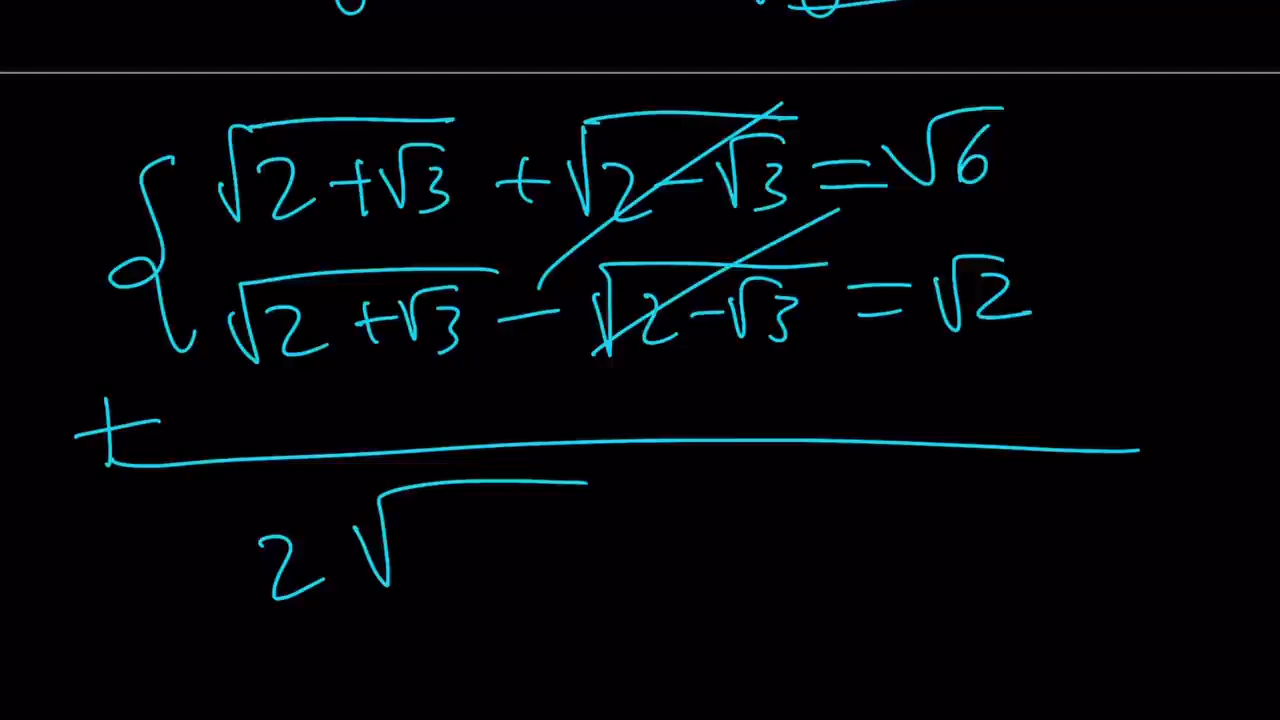 √(2+√3) + √(2-√3) = √6
√(2+√3) - √(2-√3) = √2
+
2√